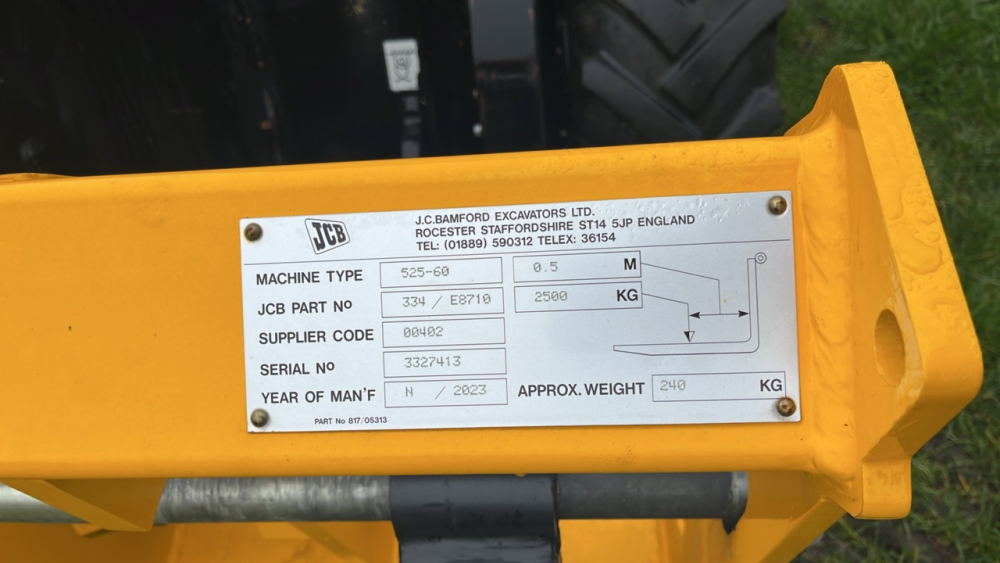 JCB
J.C.BAMFORD EXCAVATORS LTD.
ROCESTER STAFFORDSHIRE ST14 5JP ENGLAND
TEL: (01889) 590312 TELEX: 36154
MACHINE TYPE 525-60 0.5 M
JCB PART Nº 334 / E8710 2500 KG
SUPPLIER CODE 00402
SERIAL Nº 3327413
YEAR OF MAN'F N / 2023 APPROX. WEIGHT 240 KG
PART No 817/05313